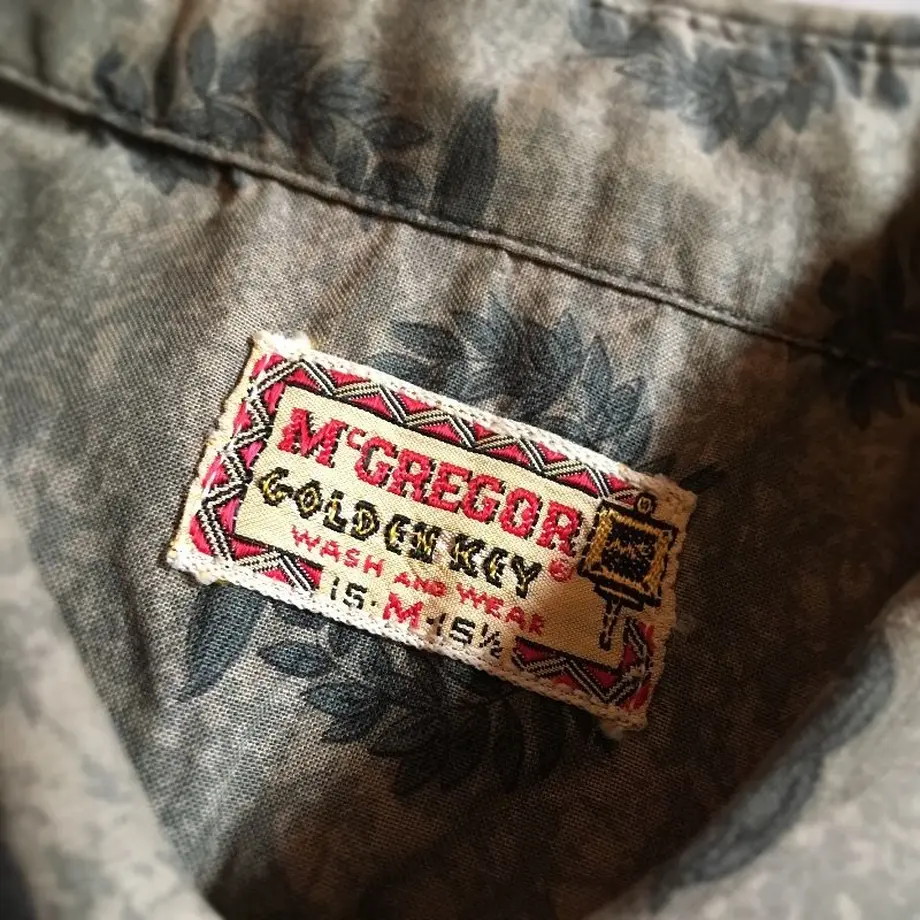 McGREGOR
GOLDEN KEY®
WASH AND WEAR
15·M·15½